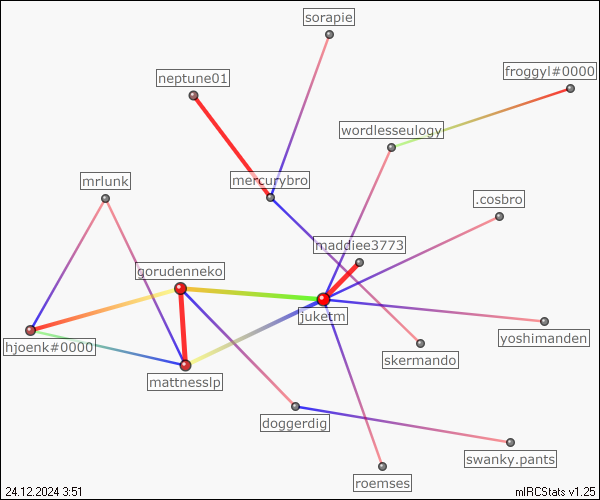 sorapie
froggyl#0000
neptune01
wordlesseulogy
mrlunk
mercurybro
.cosbro
maddiee3773
gorudenneko
juketm
yoshimanden
hjoenk#0000
skermando
mattnesslp
doggerdig
swanky.pants
roemses
24.12.2024 3:51
mIRCStats v1.25